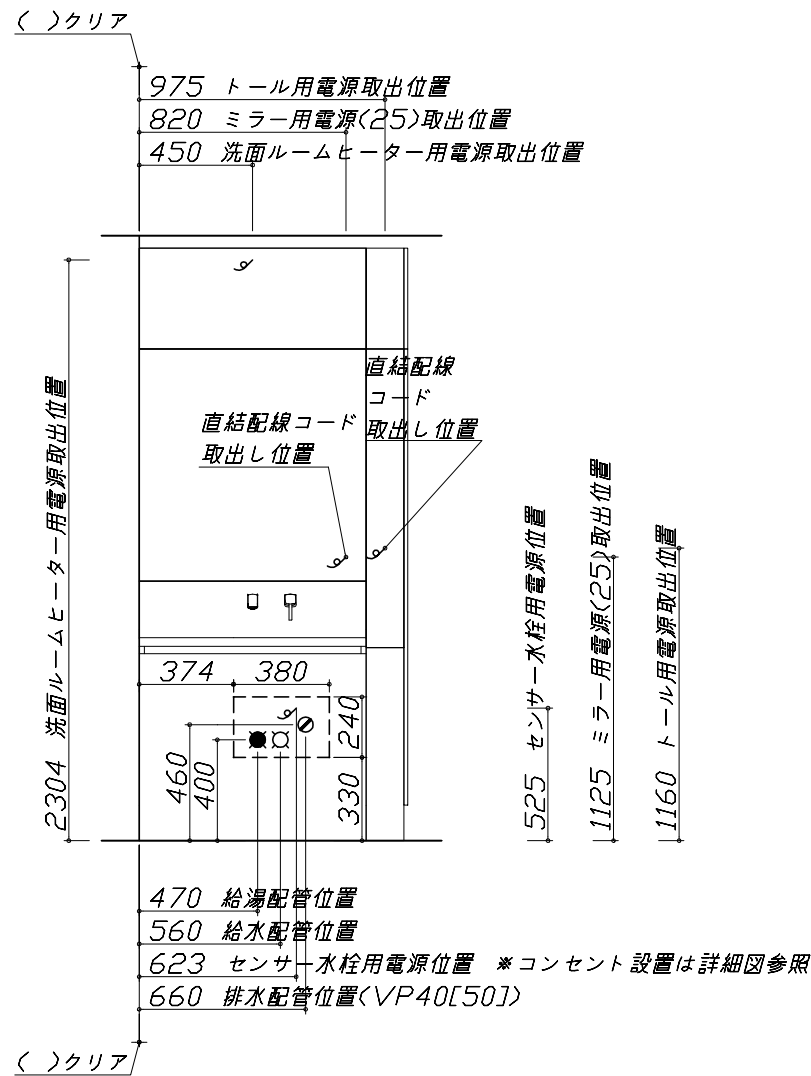 ( )クリア
975 トール用電源取出位置
820 ミラー用電源(25)取出位置
450 洗面ルームヒーター用電源取出位置
直結配線
コード
取出し位置
直結配線コード
取出し位置
2304 洗面ルームヒーター用電源取出位置
525 センサー水栓用電源位置
1125 ミラー用電源(25)取出位置
1160 トール用電源取出位置
374
380
240
330
460
400
470 給湯配管位置
560 給水配管位置
623 センサー水栓用電源位置 ※コンセント設置は詳細図参照
660 排水配管位置(VP40[50])
( )クリア